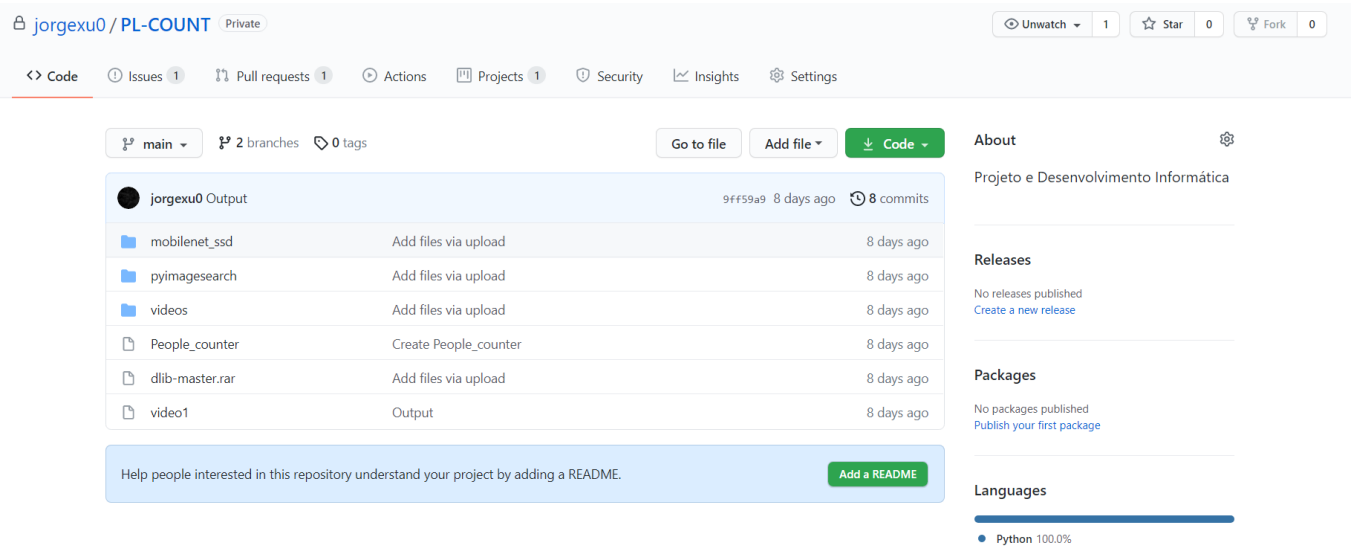 jorgexu0 / PL-COUNT Private Unwatch 1 Star 0 Fork 0
Code Issues 1 Pull requests 1 Actions Projects 1 Security Insights Settings
main 2 branches 0 tags Go to file Add file Code
jorgexu0 Output 9ff59a9 8 days ago 8 commits
mobilenet_ssd Add files via upload 8 days ago
pyimagesearch Add files via upload 8 days ago
videos Add files via upload 8 days ago
People_counter Create People_counter 8 days ago
dlib-master.rar Add files via upload 8 days ago
video1 Output 8 days ago
Help people interested in this repository understand your project by adding a README. Add a README
About
Projeto e Desenvolvimento Informática
Releases
No releases published
Create a new release
Packages
No packages published
Publish your first package
Languages
Python 100.0%